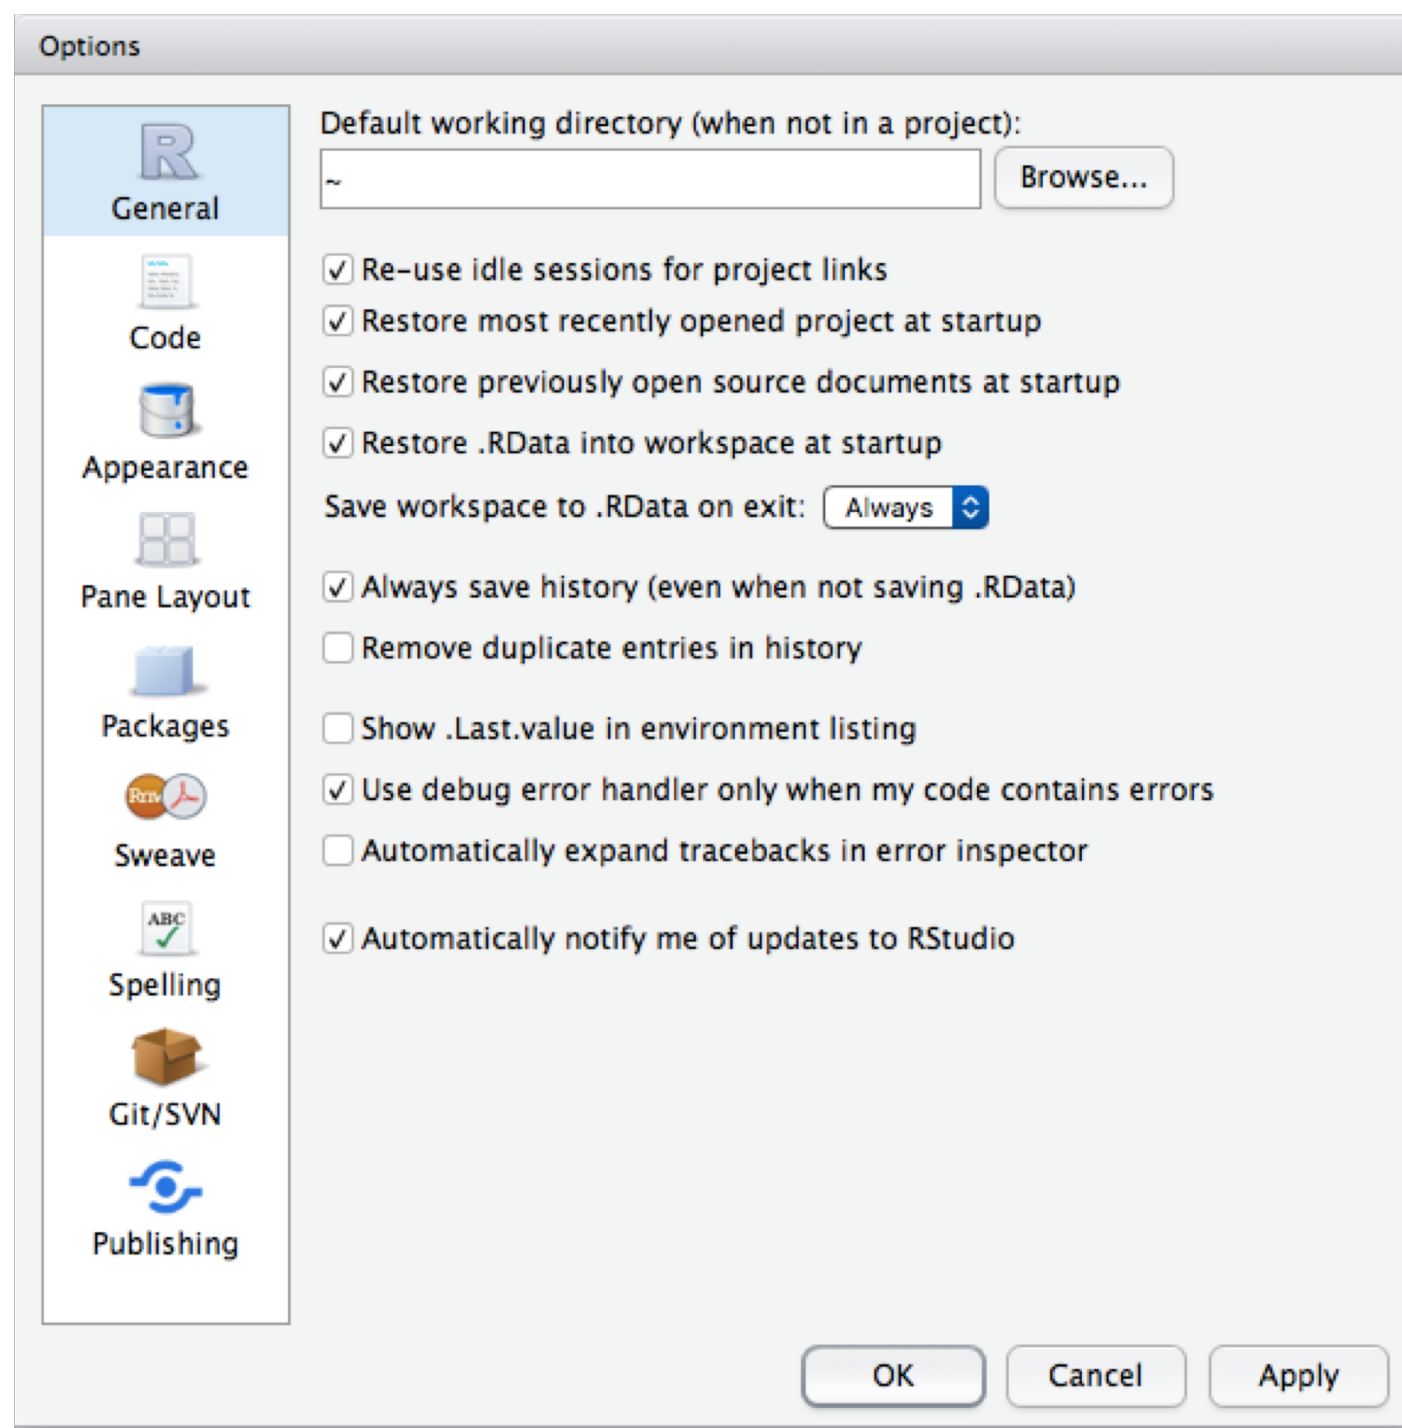 Options
R
General
Code
Appearance
Pane Layout
Packages
Rnw
Sweave
ABC
Spelling
Git/SVN
Publishing
Default working directory (when not in a project):
~
Browse...
Re-use idle sessions for project links
Restore most recently opened project at startup
Restore previously open source documents at startup
Restore .RData into workspace at startup
Save workspace to .RData on exit: Always
Always save history (even when not saving .RData)
Remove duplicate entries in history
Show .Last.value in environment listing
Use debug error handler only when my code contains errors
Automatically expand tracebacks in error inspector
Automatically notify me of updates to RStudio
OK Cancel Apply